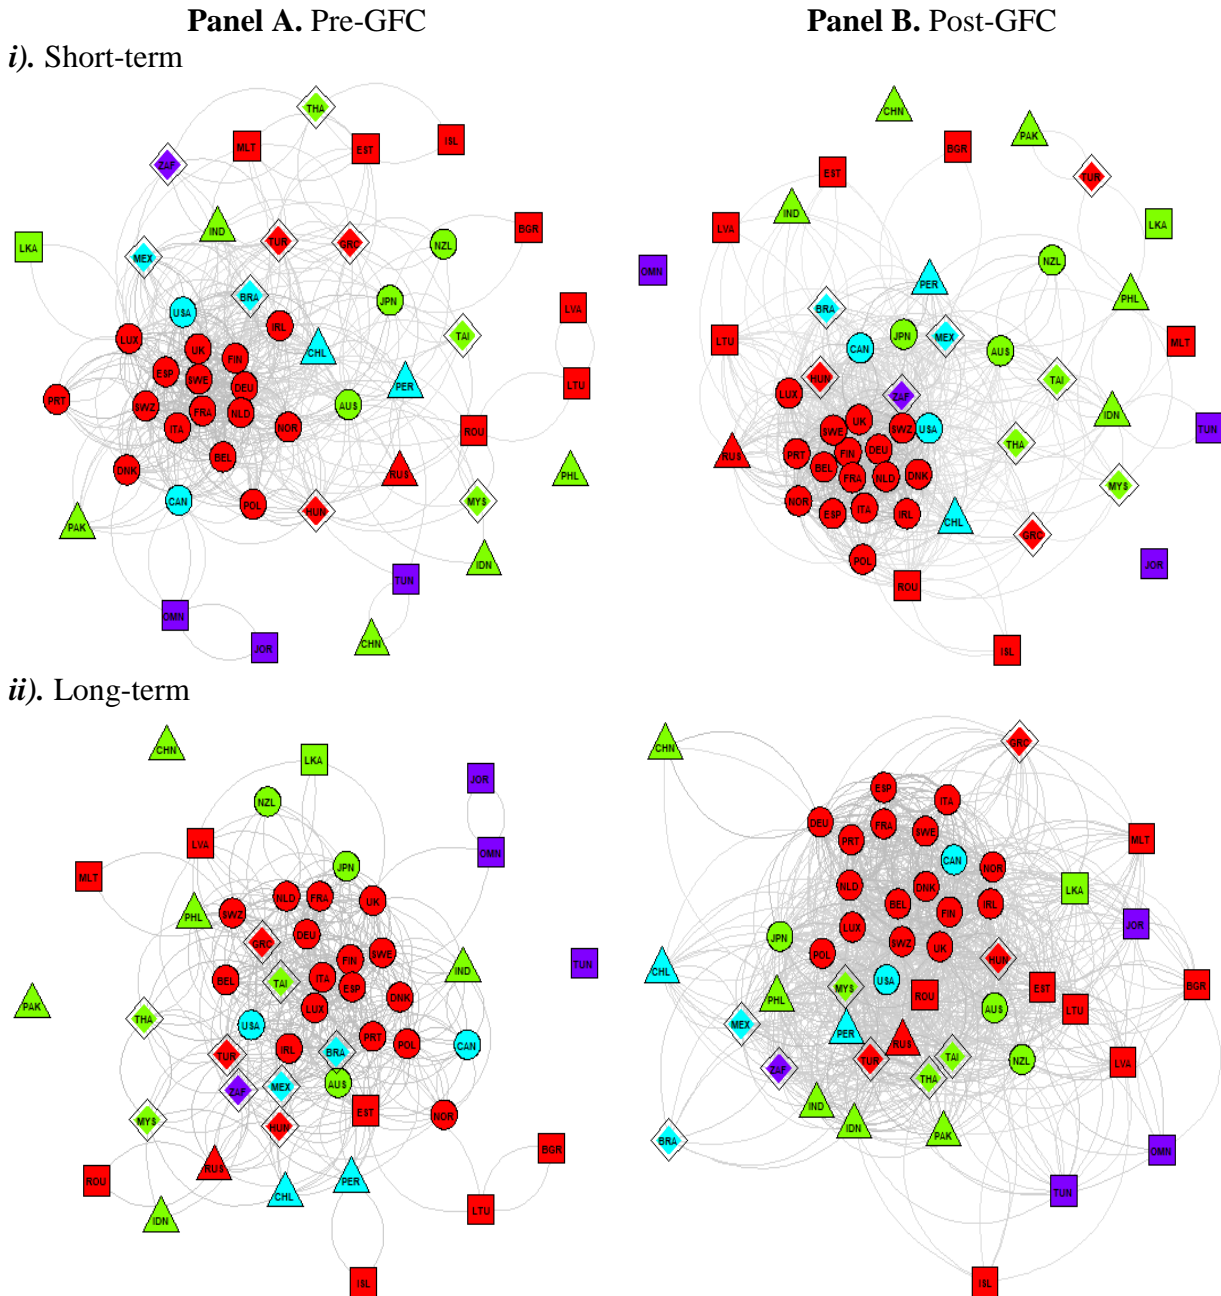 Panel A. Pre-GFC
Panel B. Post-GFC
i). Short-term
THA
MLT
EST
ISL
ZAF
IND
TUR
GRC
NZL
BGR
LKA
MEX
BRA
USA
IRL
JPN
LVA
LUX
UK
FIN
CHL
TAI
ESP
SWE
DEU
PER
LTU
PRT
SWZ
FRA
NLD
AUS
ITA
NOR
ROU
BEL
DNK
RUS
PHL
CAN
POL
HUN
MYS
PAK
IDN
TUN
OMN
JOR
CHN
CHN
PAK
BGR
EST
TUR
IND
LVA
LKA
OMN
NZL
PER
PHL
BRA
JPN
MEX
LTU
CAN
AUS
MLT
HUN
TAI
LUX
ZAF
IDN
UK
SWE
SWZ
USA
TUN
THA
RUS
PRT
FIN
DEU
BEL
FRA
NLD
DNK
MYS
NOR
ESP
ITA
IRL
CHL
GRC
POL
JOR
ROU
ISL
ii). Long-term
CHN
LKA
JOR
NZL
LVA
OMN
MLT
JPN
PHL
SWZ
NLD
FRA
UK
DEU
GRC
FIN
SWE
TUN
BEL
TAI
ITA
ESP
IND
PAK
THA
LUX
DNK
USA
PRT
POL
CAN
TUR
IRL
BRA
ZAF
MEX
AUS
MYS
HUN
EST
NOR
BGR
ROU
RUS
CHL
PER
IDN
LTU
ISL
CHN
GRC
ESP
ITA
DEU
FRA
SWE
PRT
MLT
CAN
NOR
NLD
DNK
LKA
BEL
FIN
IRL
LUX
JOR
JPN
POL
SWZ
UK
HUN
CHL
USA
MYS
PHL
ROU
EST
BGR
AUS
LTU
MEX
PER
RUS
TUR
TAI
NZL
LVA
ZAF
THA
IND
IDN
PAK
BRA
OMN
TUN
ISL